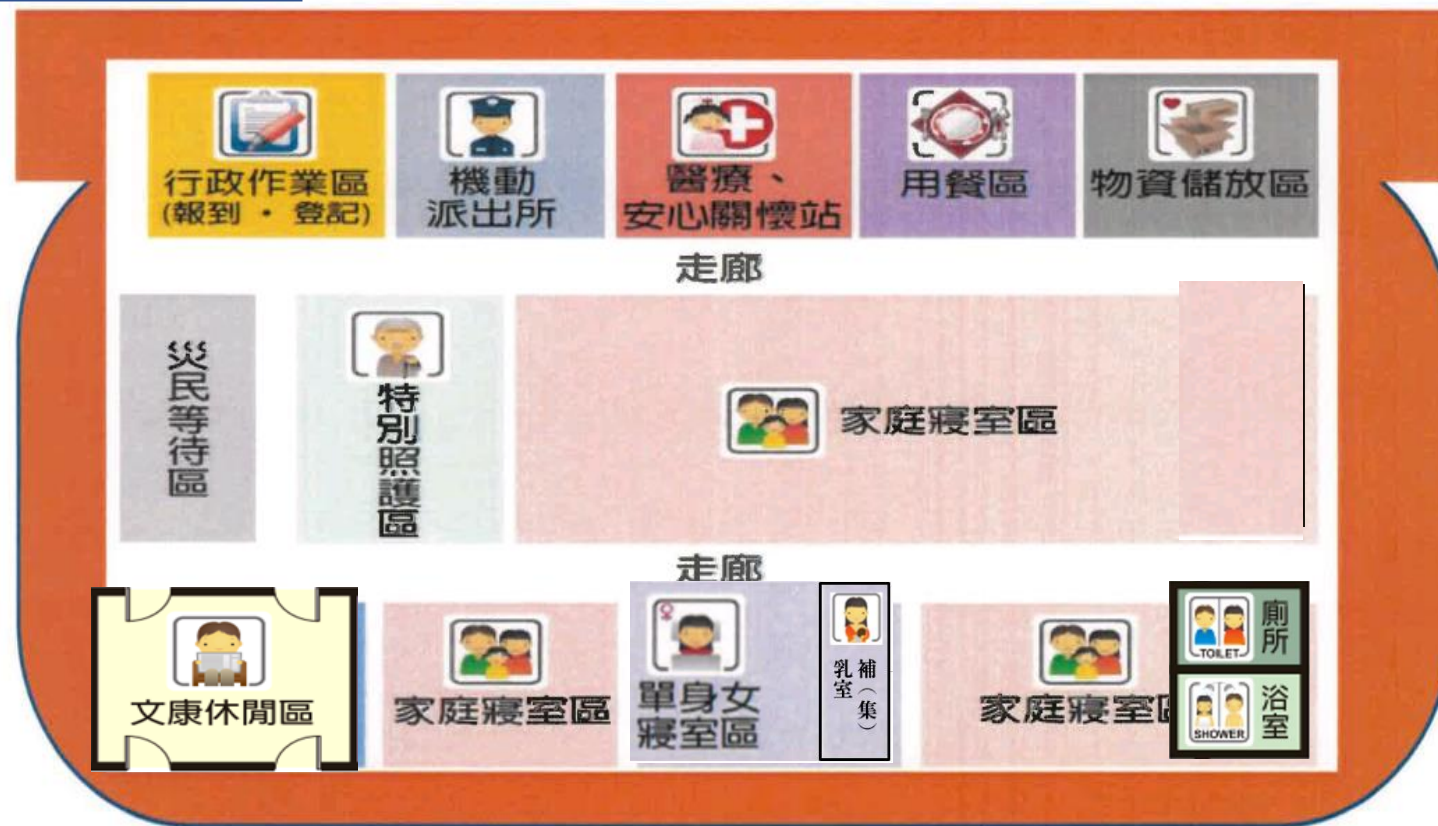 行政作業區
(報到 ・ 登記)
機動
派出所
醫療、
安心關懷站
用餐區
物資儲放區
走廊
災民等待區
特別照護區
家庭寢室區
走廊
文康休閒區
家庭寢室區
單身女
寢室區
補（集）
乳室
家庭寢室區
TOILET
廁所
SHOWER
浴室